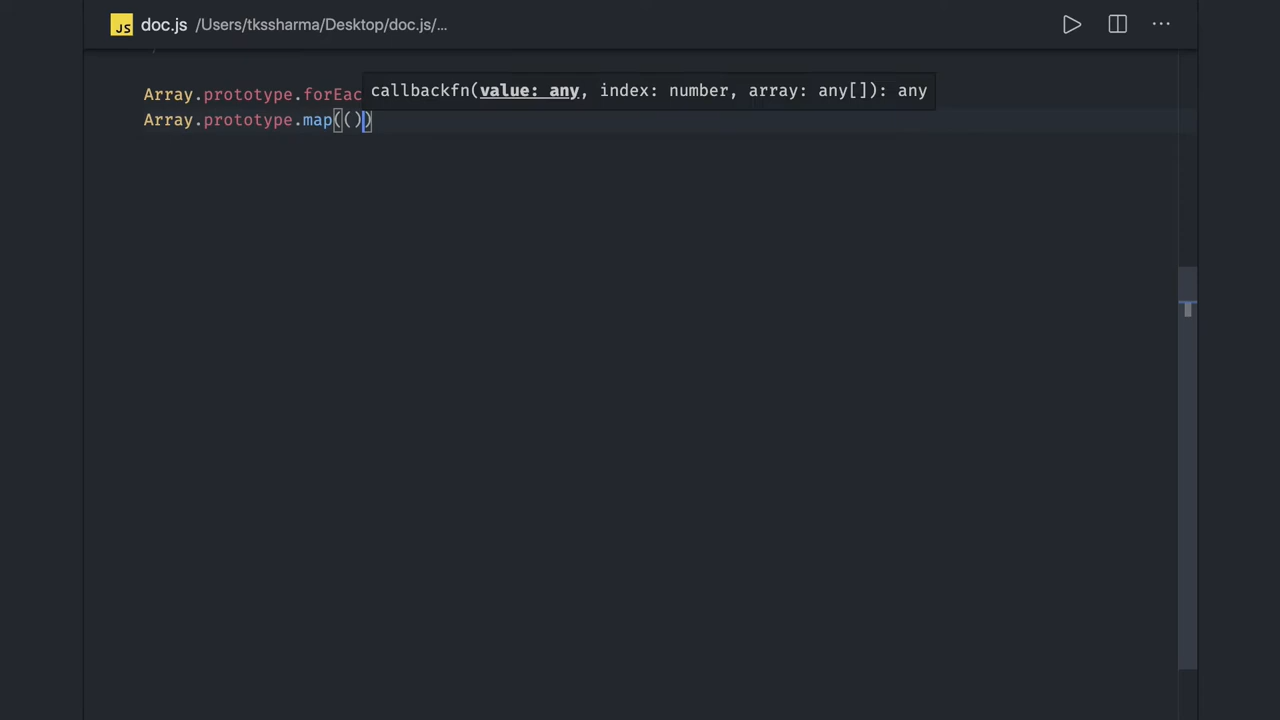 JS doc.js /Users/tkssharma/Desktop/doc.js/... ...
Array.prototype.forEac callbackfn(value: any, index: number, array: any[]): any
Array.prototype.map(())